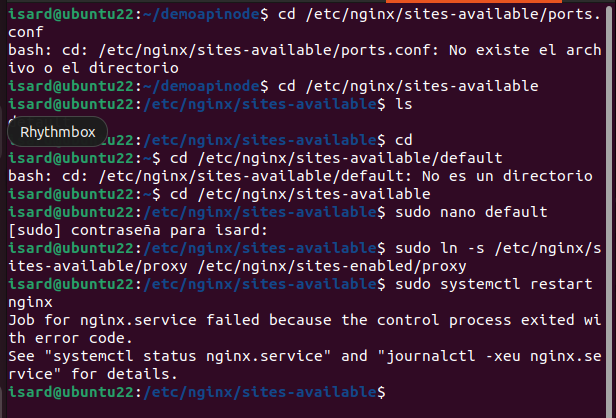 isard@ubuntu22:~/demoapinode$ cd /etc/nginx/sites-available/ports.
conf
bash: cd: /etc/nginx/sites-available/ports.conf: No existe el arch
ivo o el directorio
isard@ubuntu22:~/demoapinode$ cd /etc/nginx/sites-available
isard@ubuntu22:/etc/nginx/sites-available$ ls
Rhythmbox
/etc/nginx/sites-available$ cd
isard@ubuntu22:~$ cd /etc/nginx/sites-available/default
bash: cd: /etc/nginx/sites-available/default: No es un directorio
isard@ubuntu22:~$ cd /etc/nginx/sites-available
isard@ubuntu22:/etc/nginx/sites-available$ sudo nano default
[sudo] contraseña para isard:
isard@ubuntu22:/etc/nginx/sites-available$ sudo ln -s /etc/nginx/s
ites-available/proxy /etc/nginx/sites-enabled/proxy
isard@ubuntu22:/etc/nginx/sites-available$ sudo systemctl restart
nginx
Job for nginx.service failed because the control process exited wi
th error code.
See "systemctl status nginx.service" and "journalctl -xeu nginx.se
rvice" for details.
isard@ubuntu22:/etc/nginx/sites-available$